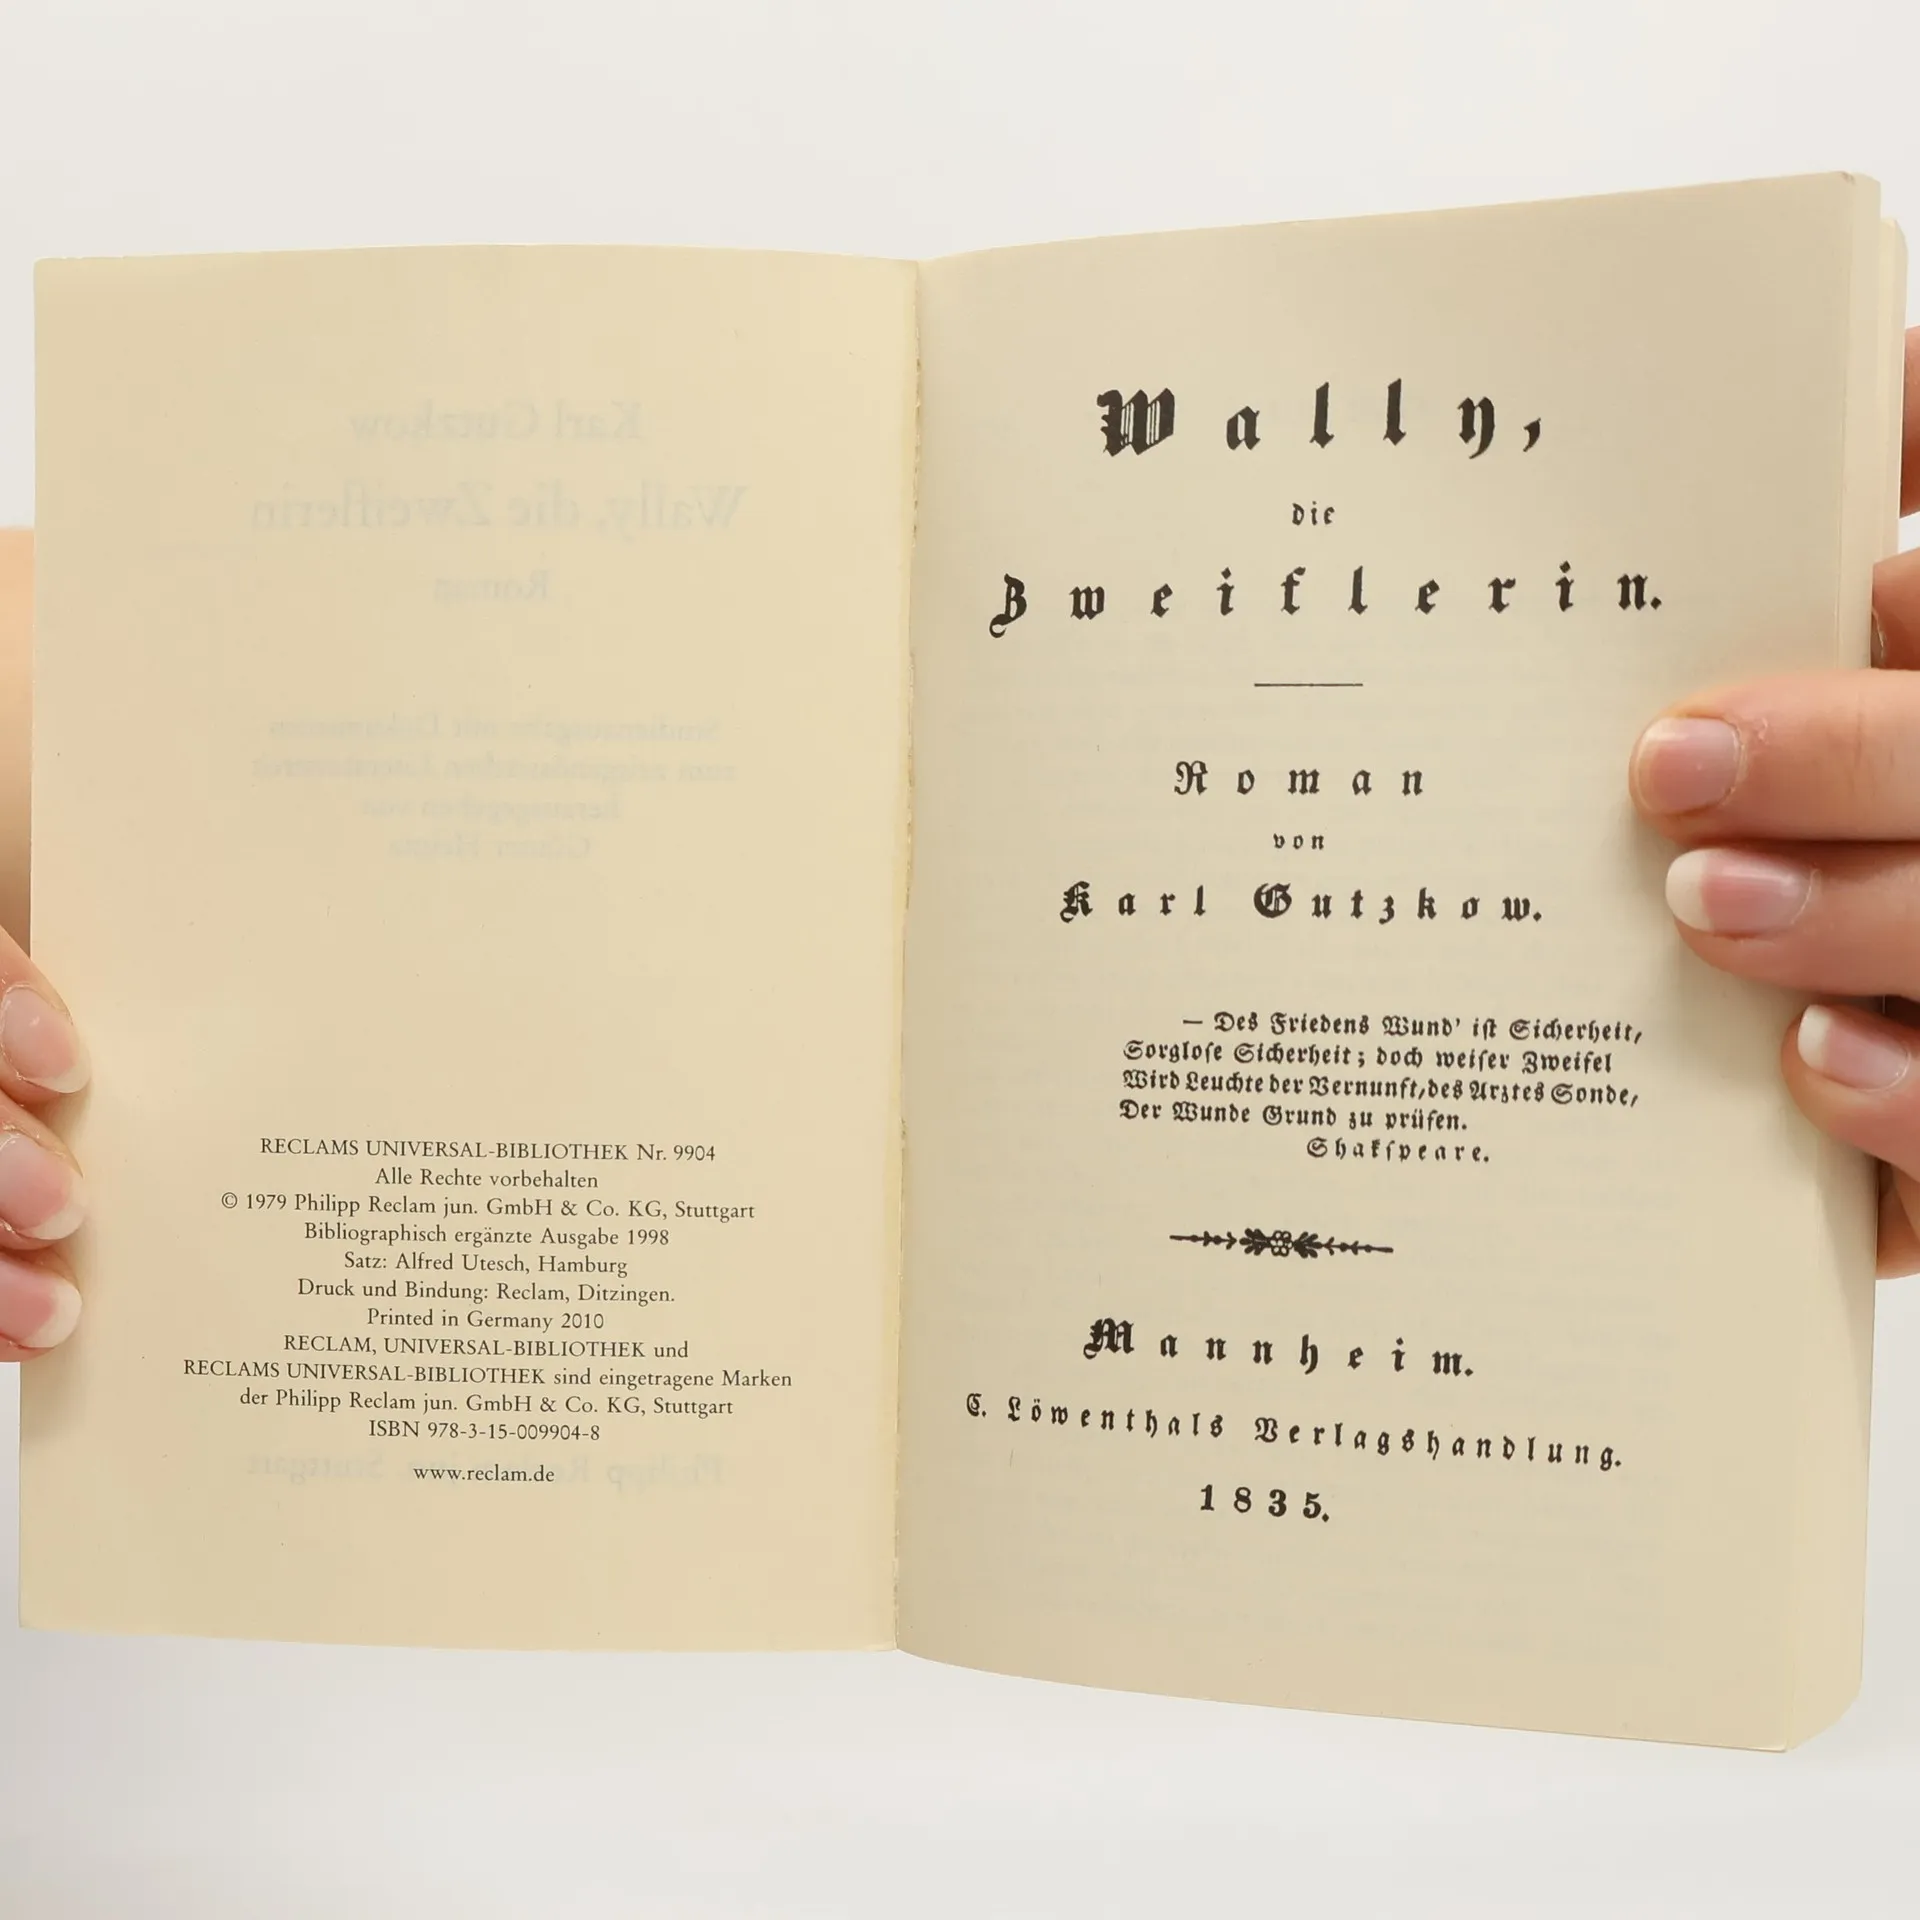 RECLAMS UNIVERSAL-BIBLIOTHEK Nr. 9904
Alle Rechte vorbehalten
© 1979 Philipp Reclam jun. GmbH & Co. KG, Stuttgart
Bibliographisch ergänzte Ausgabe 1998
Satz: Alfred Utesch, Hamburg
Druck und Bindung: Reclam, Ditzingen.
Printed in Germany 2010
RECLAM, UNIVERSAL-BIBLIOTHEK und
RECLAMS UNIVERSAL-BIBLIOTHEK sind eingetragene Marken
der Philipp Reclam jun. GmbH & Co. KG, Stuttgart
ISBN 978-3-15-009904-8
www.reclam.de
Wally,
die
Zweiflerin.
Roman
von
Karl Gutzkow.
— Des Friedens Wund' iſt Sicherheit,
Sorgloſe Sicherheit; doch weiſer Zweifel
Wird Leuchte der Vernunft, des Arztes Sonde,
Der Wunde Grund zu prüfen.
Shakſpeare.
Mannheim.
C. Löwenthals Verlagshandlung.
1835.